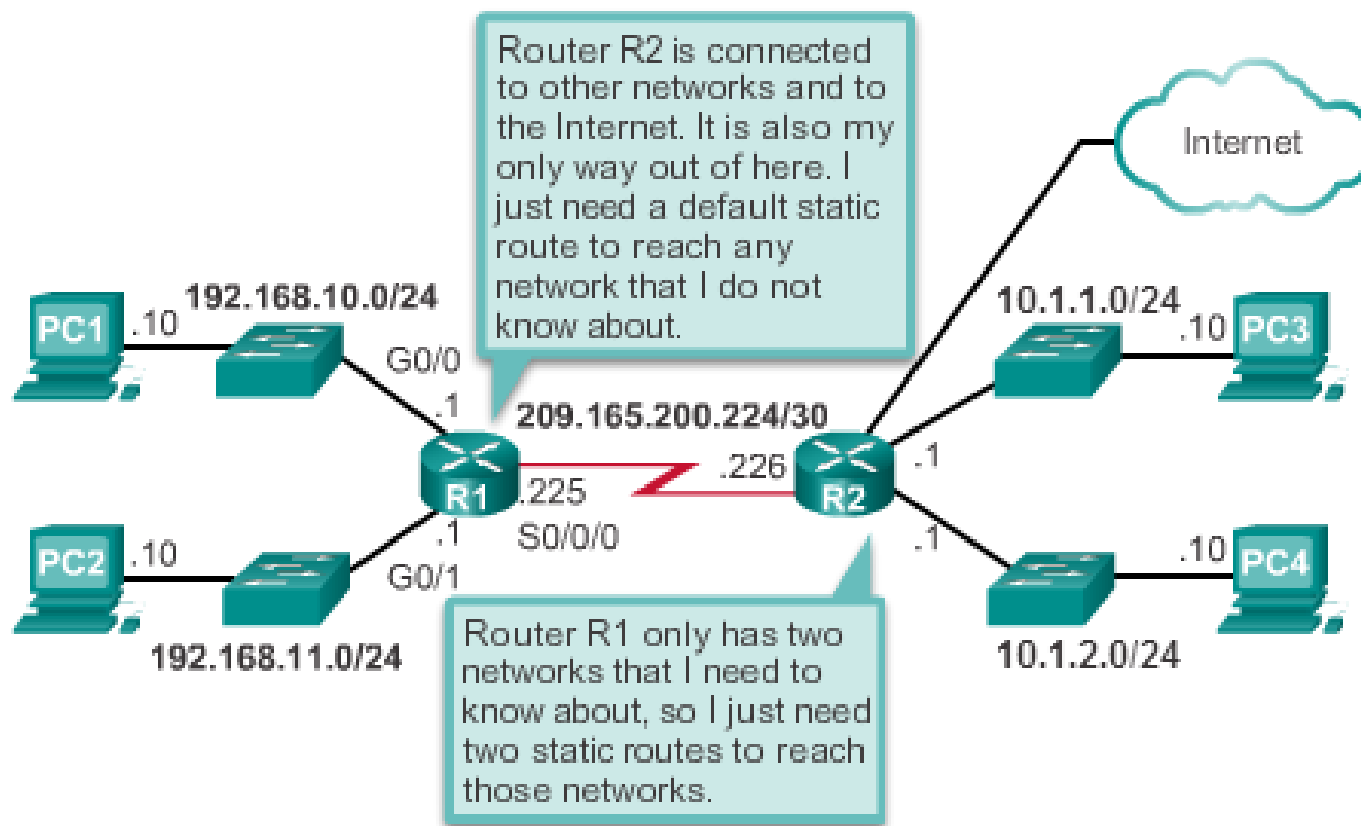 Router R2 is connected
to other networks and to
the Internet. It is also my
only way out of here. I
just need a default static
route to reach any
network that I do not
know about.
Internet
192.168.10.0/24
10.1.1.0/24
PC1
.10
.10
PC3
G0/0
.1
209.165.200.224/30
R1
.225
S0/0/0
.226
R2
.1
.1
G0/1
.1
PC2
.10
.10
PC4
192.168.11.0/24
10.1.2.0/24
Router R1 only has two
networks that I need to
know about, so I just need
two static routes to reach
those networks.